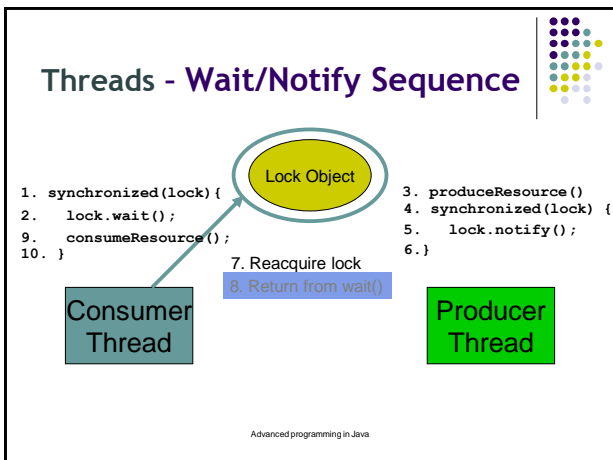 Threads - Wait/Notify Sequence
Lock Object
1. synchronized(lock){
2. lock.wait();
9. consumeResource();
10. }
3. produceResource()
4. synchronized(lock) {
5. lock.notify();
6.}
7. Reacquire lock
8. Return from wait()
Consumer
Thread
Producer
Thread
Advanced programming in Java